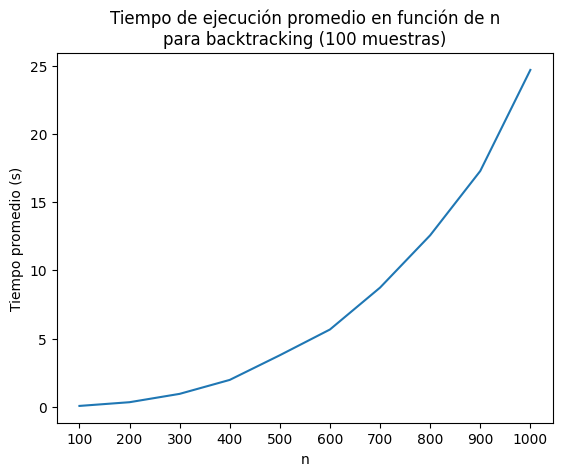 Tiempo de ejecución promedio en función de n
para backtracking (100 muestras)
Tiempo promedio (s)
25
20
15
10
5
0
100 200 300 400 500 600 700 800 900 1000
n